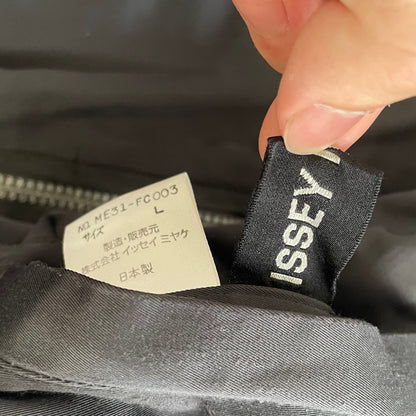 NO. ME31-FC003
サイズ L
製造・販売元
株式会社 イッセイ ミヤケ
日本製
ISSEY